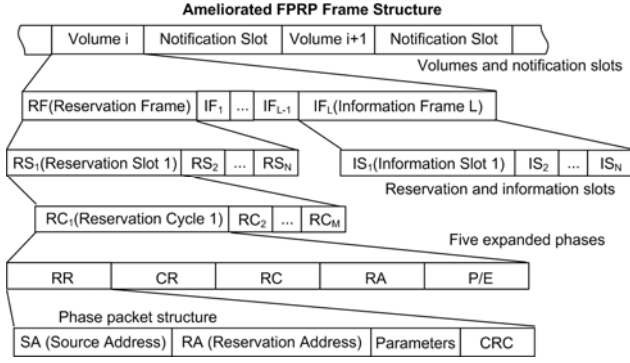 Ameliorated FPRP Frame Structure
Volume i Notification Slot Volume i+1 Notification Slot
Volumes and notification slots
RF(Reservation Frame) IF1 ... IFL-1 IFL(Information Frame L)
RS1(Reservation Slot 1) RS2 ... RSN IS1(Information Slot 1) IS2 ... ISN
Reservation and information slots
RC1(Reservation Cycle 1) RC2 ... RCM
Five expanded phases
RR CR RC RA P/E
Phase packet structure
SA (Source Address) RA (Reservation Address) Parameters CRC